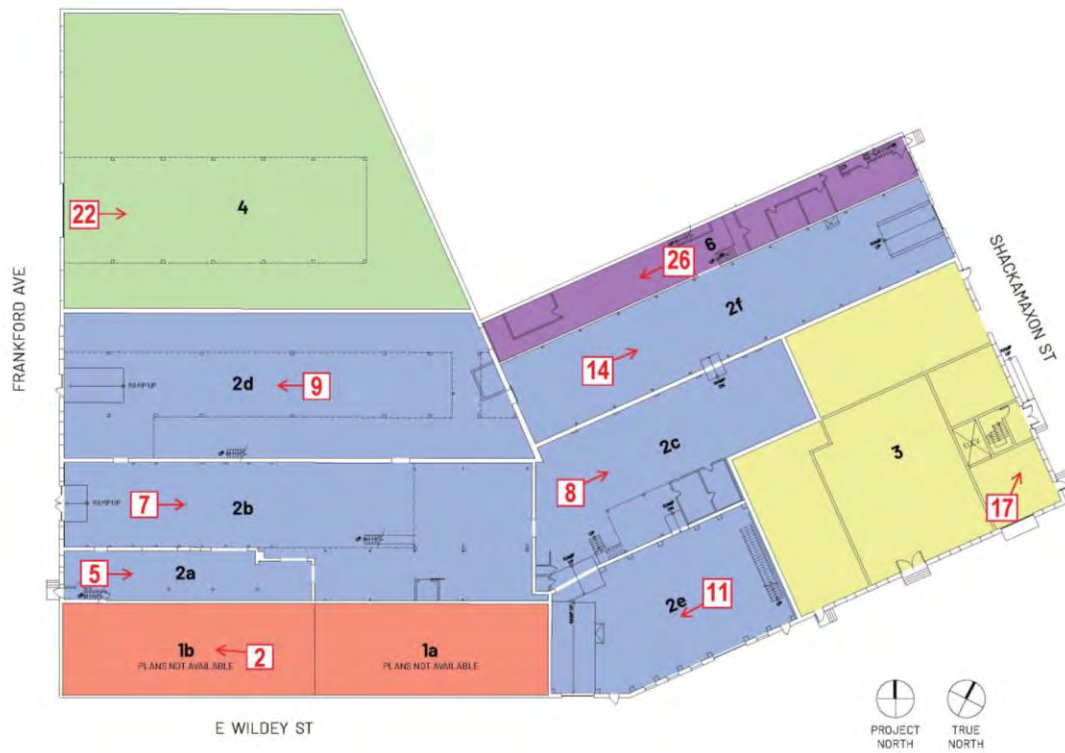 4
22
6
26
2f
SHACKAMAXON ST
FRANKFORD AVE
2d
9
RAMP UP
14
2c
3
ELEV
8
17
7
RAMP UP
2b
5
2a
2e
11
1b
PLANS NOT AVAILABLE
2
1a
PLANS NOT AVAILABLE
E WILDEY ST
PROJECT
NORTH
TRUE
NORTH